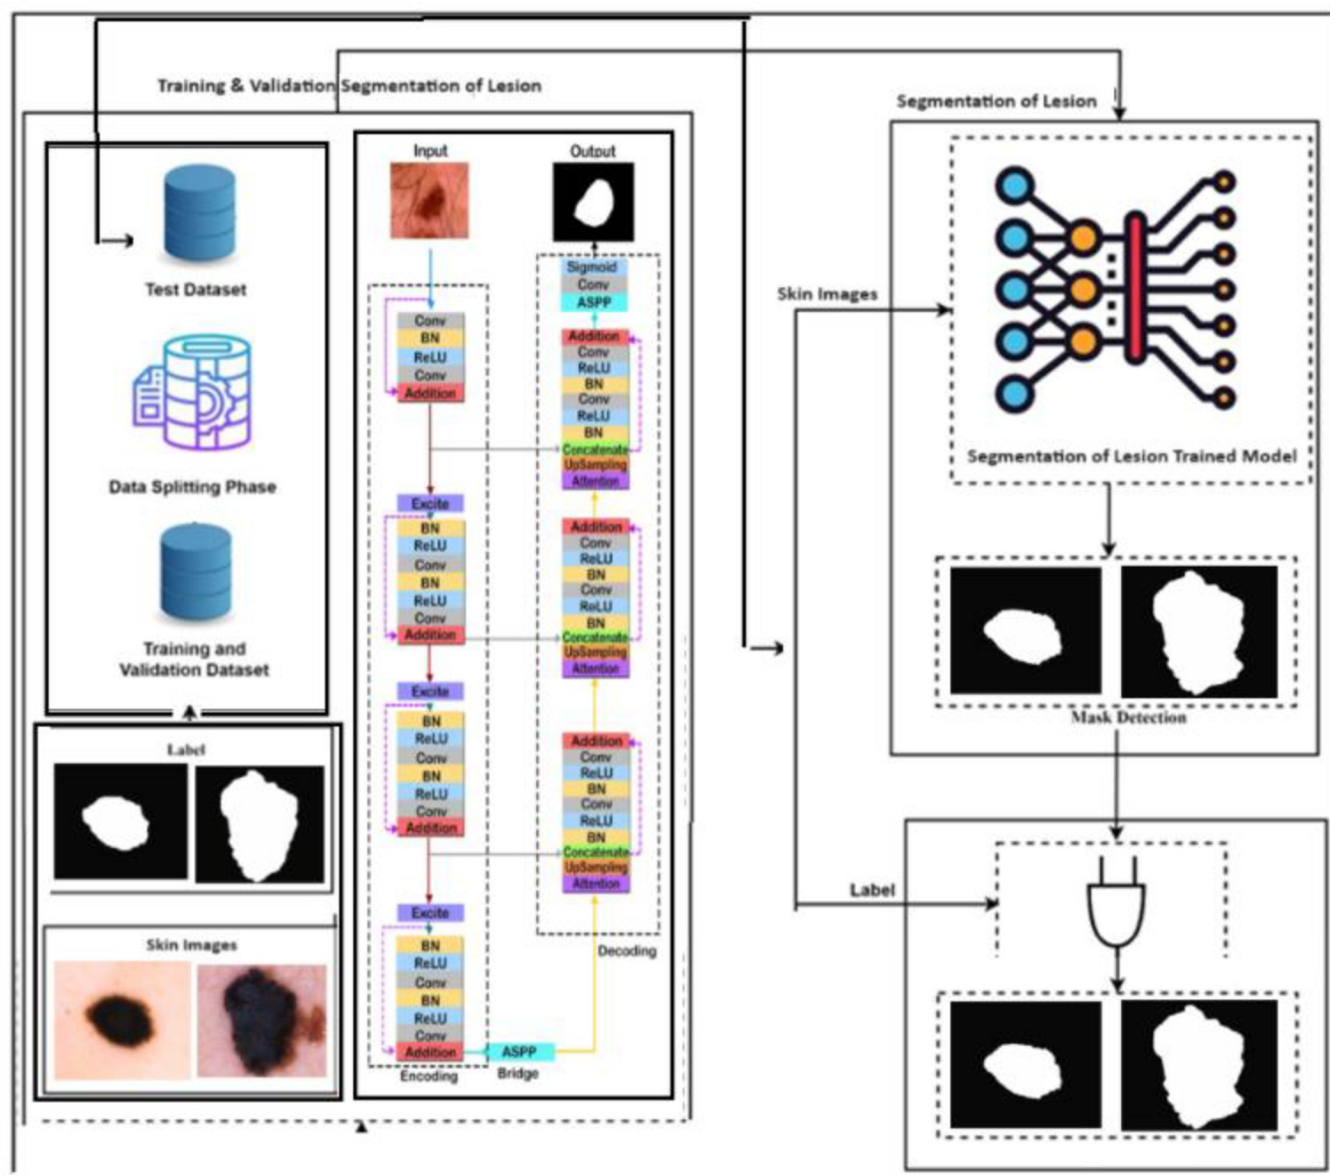 Training & Validation Segmentation of Lesion
Test Dataset
Data Splitting Phase
Training and
Validation Dataset
Label
Skin Images
Input
Conv
BN
ReLU
Conv
Addition
Excite
BN
ReLU
Conv
BN
ReLU
Conv
Addition
Excite
BN
ReLU
Conv
BN
ReLU
Conv
Addition
Excite
BN
ReLU
Conv
BN
ReLU
Conv
Addition
Encoding
ASPP
Bridge
Output
Sigmoid
Conv
ASPP
Addition
Conv
ReLU
BN
Conv
ReLU
BN
Concatenate
UpSampling
Attention
Addition
Conv
ReLU
BN
Conv
ReLU
BN
Concatenate
UpSampling
Attention
Addition
Conv
ReLU
BN
Conv
ReLU
BN
Concatenate
UpSampling
Attention
Decoding
Segmentation of Lesion
Skin Images
Segmentation of Lesion Trained Model
Mask Detection
Label